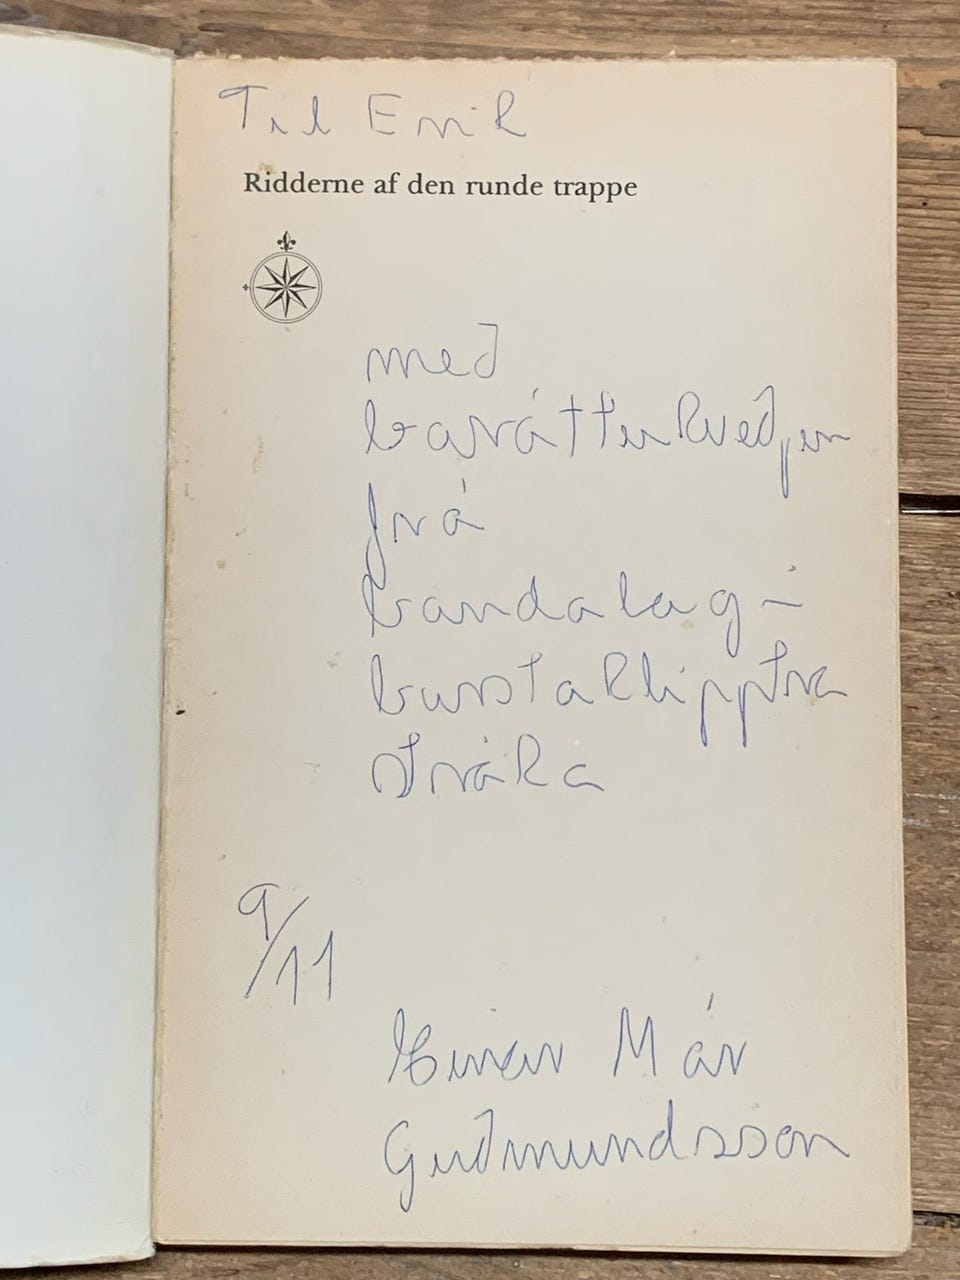 Til Emil
Ridderne af den runde trappe
með
baráttukveðjum
frá
bandalagi
burstaklipptra
stráka
9/11
Einar Már
Guðmundsson